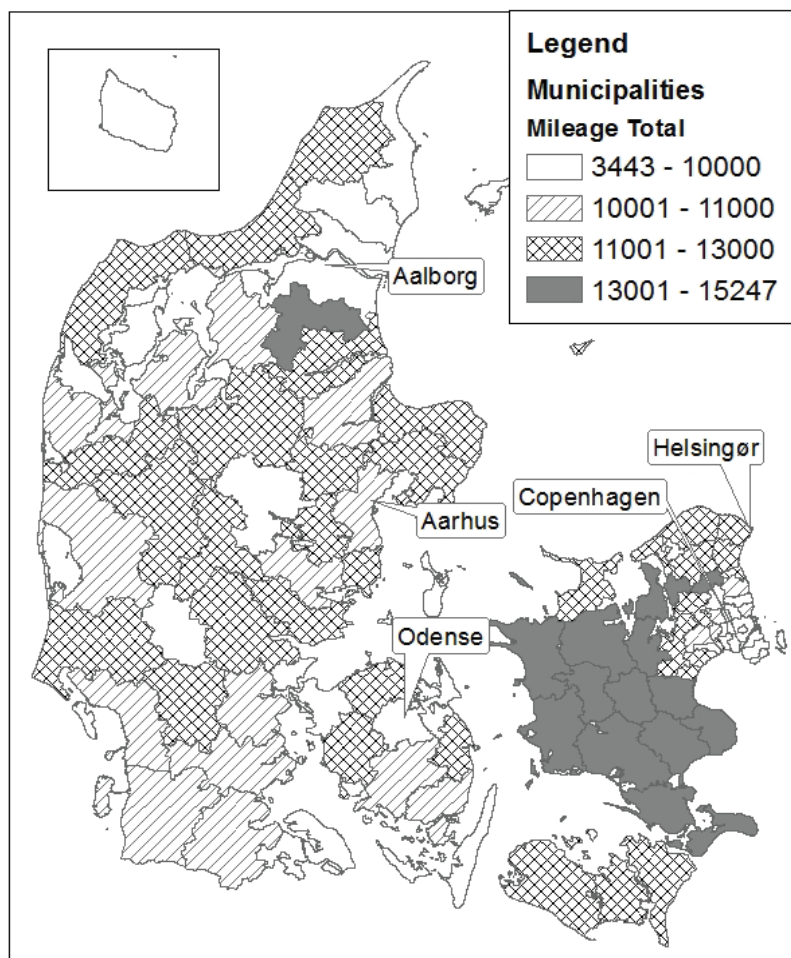 Legend
Municipalities
Mileage Total
3443 - 10000
10001 - 11000
11001 - 13000
13001 - 15247
Aalborg
Helsingør
Copenhagen
Aarhus
Odense